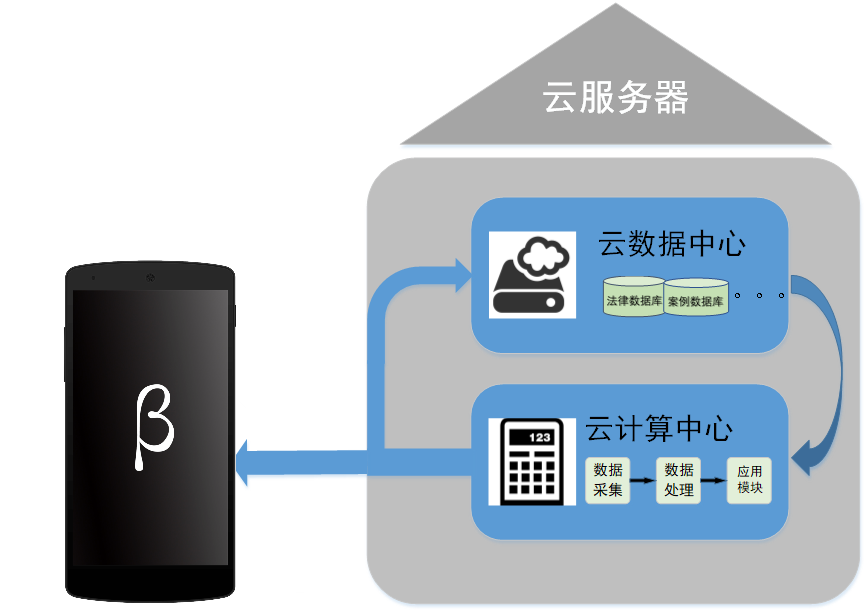 云服务器
云数据中心
法律数据库
案例数据库
。。。
β
云计算中心
123
数据
采集
数据
处理
应用
模块